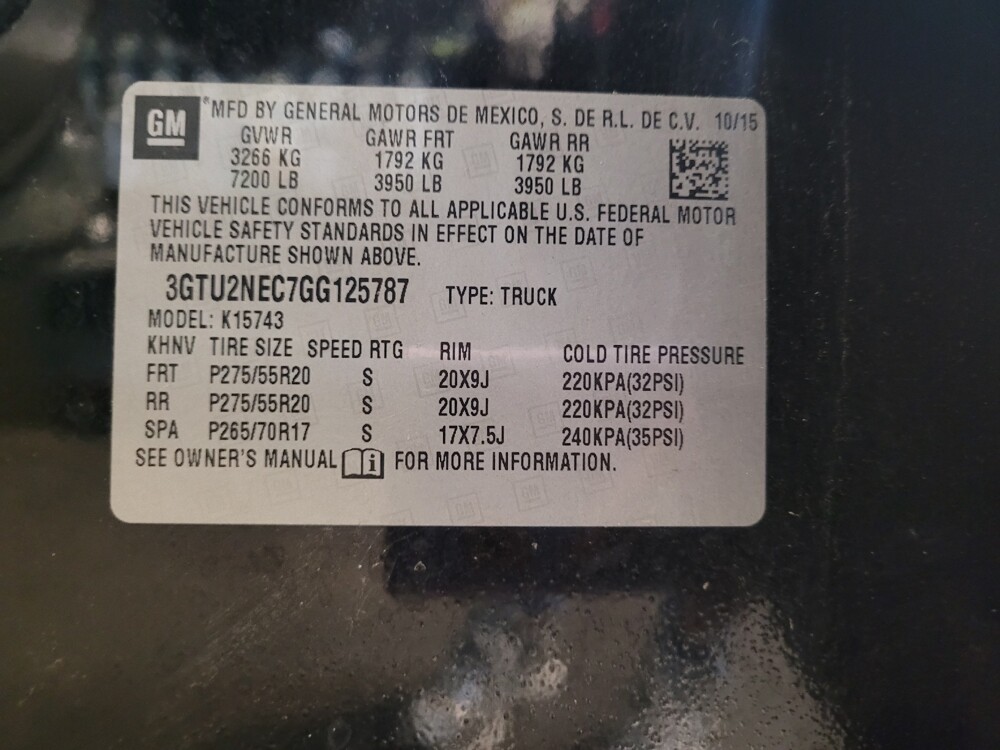 GM
®MFD BY GENERAL MOTORS DE MEXICO, S. DE R.L. DE C.V. 10/15
GVWR GAWR FRT GAWR RR
3266 KG 1792 KG 1792 KG
7200 LB 3950 LB 3950 LB
THIS VEHICLE CONFORMS TO ALL APPLICABLE U.S. FEDERAL MOTOR
VEHICLE SAFETY STANDARDS IN EFFECT ON THE DATE OF
MANUFACTURE SHOWN ABOVE.
3GTU2NEC7GG125787 TYPE: TRUCK
MODEL: K15743
KHNV TIRE SIZE SPEED RTG RIM COLD TIRE PRESSURE
FRT P275/55R20 S 20X9J 220KPA(32PSI)
RR P275/55R20 S 20X9J 220KPA(32PSI)
SPA P265/70R17 S 17X7.5J 240KPA(35PSI)
SEE OWNER'S MANUAL i FOR MORE INFORMATION.